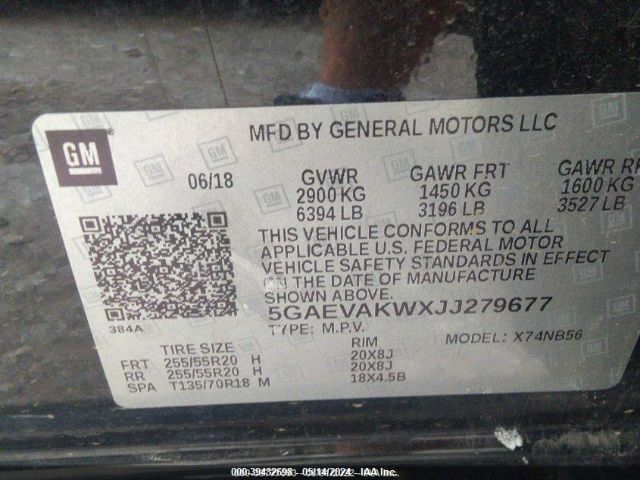 GM
MFD BY GENERAL MOTORS LLC
06/18 GVWR GAWR FRT GAWR RR
2900 KG 1450 KG 1600 KG
6394 LB 3196 LB 3527 LB
THIS VEHICLE CONFORMS TO ALL
APPLICABLE U.S. FEDERAL MOTOR
VEHICLE SAFETY STANDARDS IN EFFECT
ON THE DATE OF MANUFACTURE
SHOWN ABOVE.
384A
5GAEVAKWXJJ279677
TYPE: M.P.V. MODEL: X74NB56
TIRE SIZE RIM
FRT 255/55R20 H 20X8J
RR 255/55R20 H 20X8J
SPA T135/70R18 M 18X4.5B
000-39432698 - 05/14/2024 - IAA Inc.